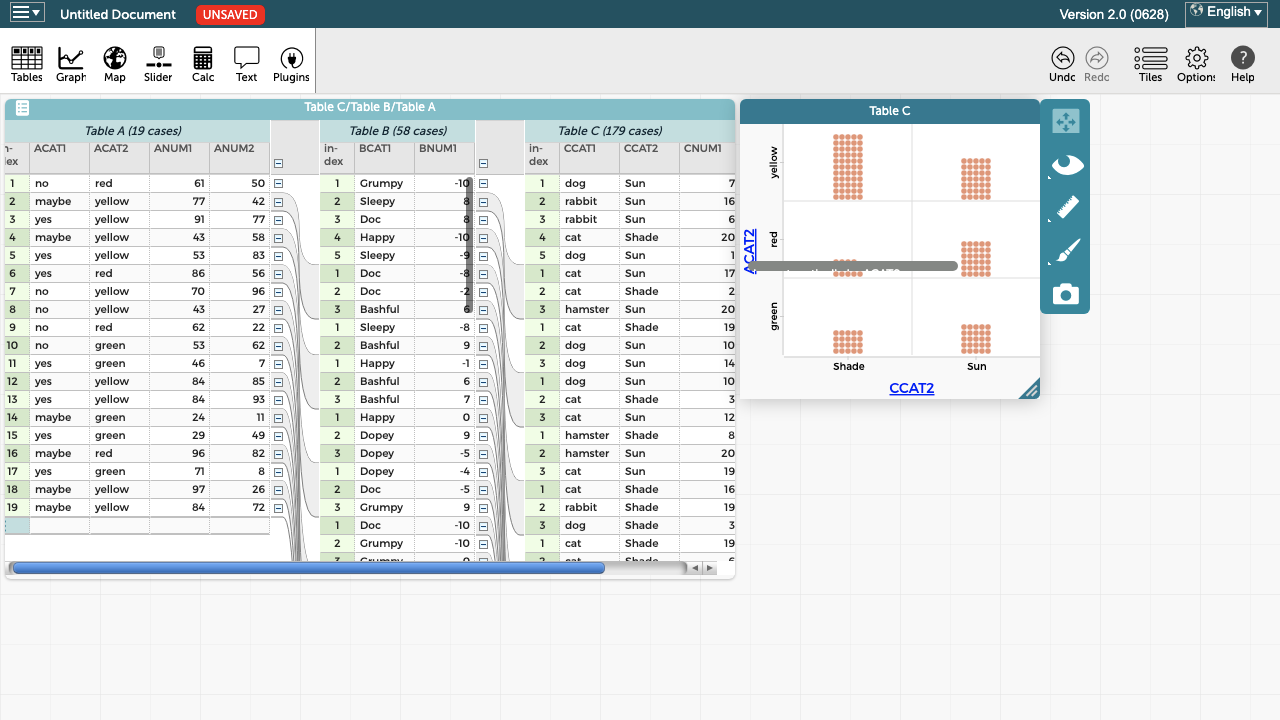 Untitled Document UNSAVED Version 2.0 (0628) English
Tables Graph Map Slider Calc Text Plugins Undo Redo Tiles Options Help
Table C/Table B/Table A
Table A (19 cases) Table B (58 cases) Table C (179 cases)
in-dex ACAT1 ACAT2 ANUM1 ANUM2 in-dex BCAT1 BNUM1 in-dex CCAT1 CCAT2 CNUM1
1 no red 61 50 1 Grumpy -10 1 dog Sun 7
2 maybe yellow 77 42 2 Sleepy 8 2 rabbit Sun 16
3 yes yellow 91 77 3 Doc 8 3 rabbit Sun 6
4 maybe yellow 43 58 4 Happy -10 4 cat Shade 20
5 yes yellow 53 83 5 Sleepy -9 5 dog Sun 1
6 yes red 86 56 1 Doc -8 1 cat Sun 17
7 no yellow 70 96 2 Doc -2 2 cat Shade 2
8 no yellow 43 27 3 Bashful 6 3 hamster Sun 20
9 no red 62 22 1 Sleepy -8 1 cat Shade 19
10 no green 53 62 2 Bashful 9 2 dog Sun 10
11 yes green 46 7 1 Happy -1 3 dog Sun 14
12 yes yellow 84 85 2 Bashful 6 1 dog Sun 10
13 yes yellow 84 93 3 Bashful 7 2 cat Shade 3
14 maybe green 24 11 1 Happy 0 3 cat Sun 12
15 yes green 29 49 2 Dopey 9 1 hamster Shade 8
16 maybe red 96 82 3 Dopey -5 2 hamster Sun 20
17 yes green 71 8 1 Dopey -4 3 cat Sun 19
18 maybe yellow 97 26 2 Doc -5 1 cat Shade 16
19 maybe yellow 84 72 3 Grumpy 9 2 rabbit Shade 19
1 Doc -10 3 dog Shade 3
2 Grumpy -10 1 cat Shade 19
3 Grumpy 0 2 cat Shade 6
Table C
yellow
red
green
ACAT2
Shade Sun
CCAT2